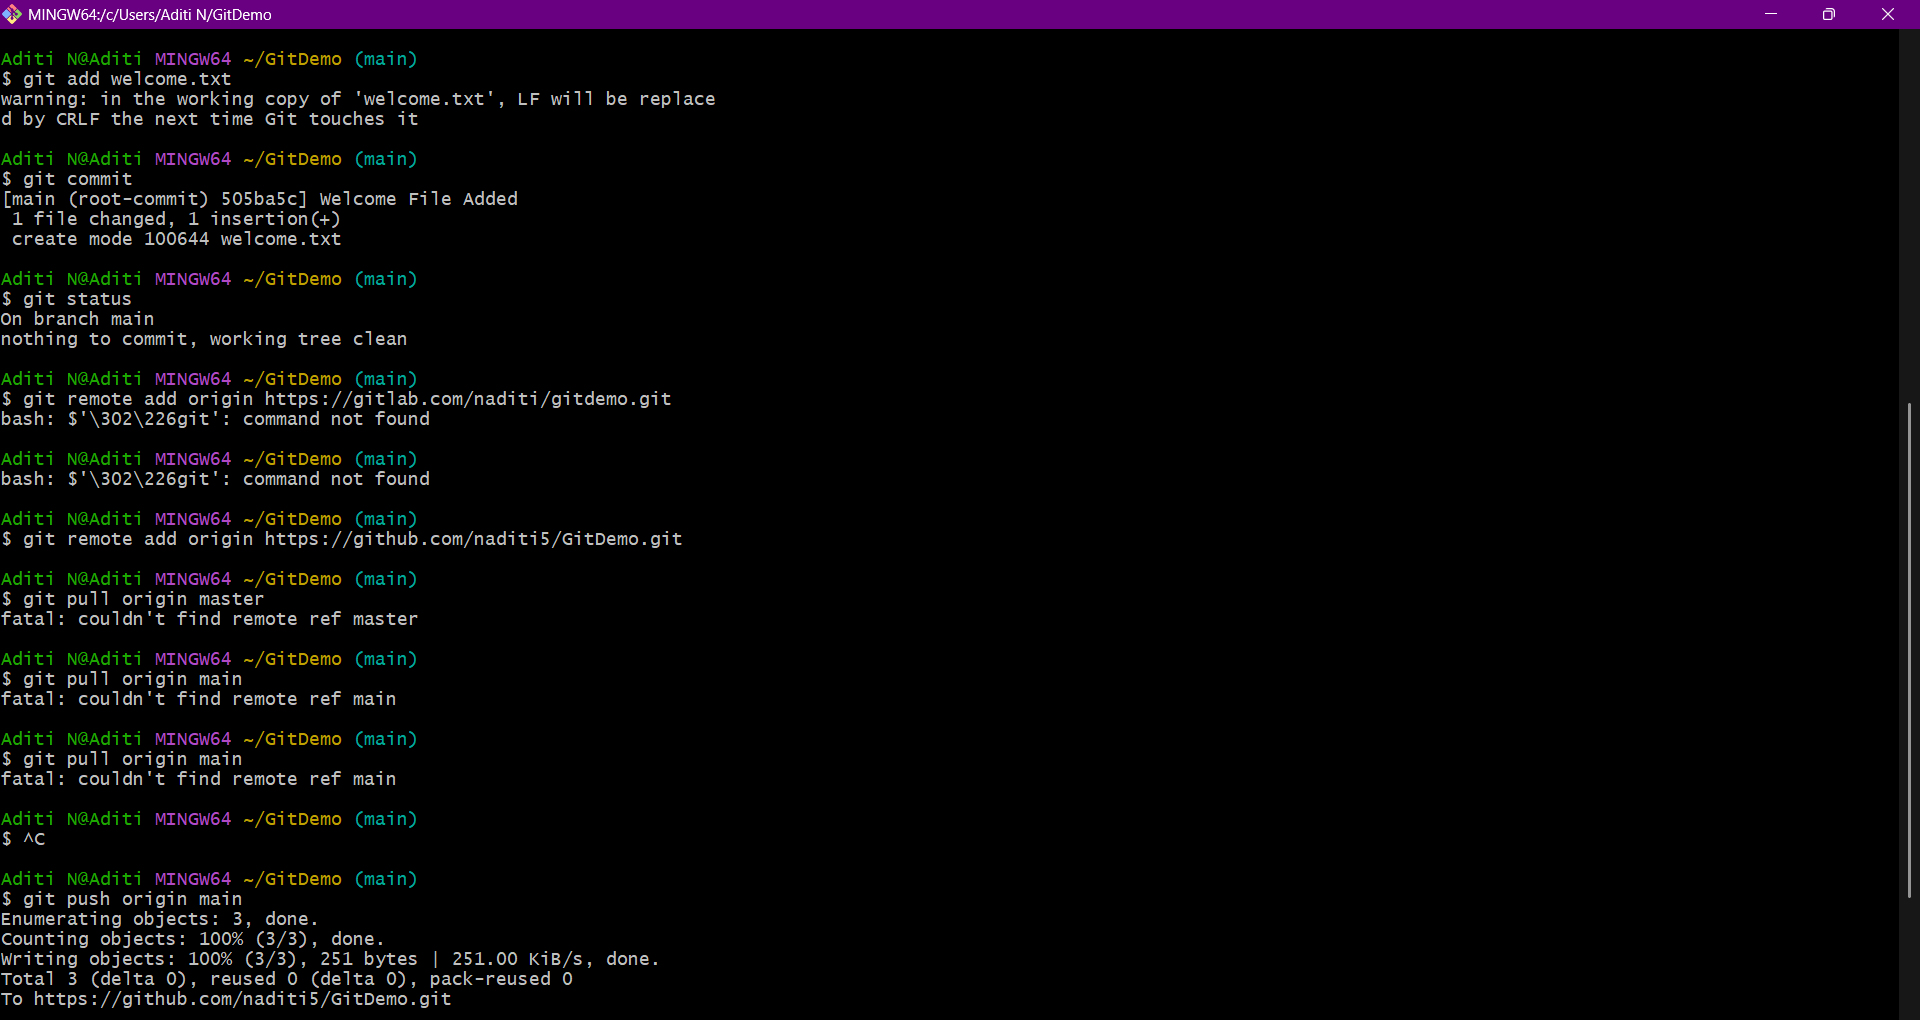 MINGW64:/c/Users/Aditi N/GitDemo
Aditi N@Aditi MINGW64 ~/GitDemo (main)
$ git add welcome.txt
warning: in the working copy of 'welcome.txt', LF will be replace
d by CRLF the next time Git touches it
Aditi N@Aditi MINGW64 ~/GitDemo (main)
$ git commit
[main (root-commit) 505ba5c] Welcome File Added
 1 file changed, 1 insertion(+)
 create mode 100644 welcome.txt
Aditi N@Aditi MINGW64 ~/GitDemo (main)
$ git status
On branch main
nothing to commit, working tree clean
Aditi N@Aditi MINGW64 ~/GitDemo (main)
$ git remote add origin https://gitlab.com/naditi/gitdemo.git
bash: $'\302\226git': command not found
Aditi N@Aditi MINGW64 ~/GitDemo (main)
bash: $'\302\226git': command not found
Aditi N@Aditi MINGW64 ~/GitDemo (main)
$ git remote add origin https://github.com/naditi5/GitDemo.git
Aditi N@Aditi MINGW64 ~/GitDemo (main)
$ git pull origin master
fatal: couldn't find remote ref master
Aditi N@Aditi MINGW64 ~/GitDemo (main)
$ git pull origin main
fatal: couldn't find remote ref main
Aditi N@Aditi MINGW64 ~/GitDemo (main)
$ git pull origin main
fatal: couldn't find remote ref main
Aditi N@Aditi MINGW64 ~/GitDemo (main)
$ ^C
Aditi N@Aditi MINGW64 ~/GitDemo (main)
$ git push origin main
Enumerating objects: 3, done.
Counting objects: 100% (3/3), done.
Writing objects: 100% (3/3), 251 bytes | 251.00 KiB/s, done.
Total 3 (delta 0), reused 0 (delta 0), pack-reused 0
To https://github.com/naditi5/GitDemo.git